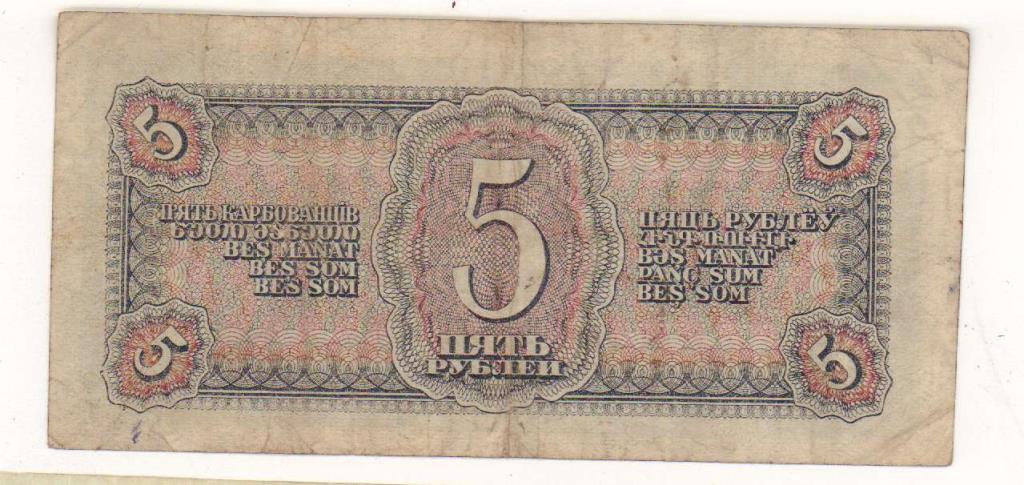 5
5
ПЯТЬ КАРБОВАНЦІВ
BEŞ MANAT
BEŞ SOM
BES SOM
5
ПЯТЬ
РУБЛЕЙ
ПЯЦЬ РУБЛЕЎ
BƏŞ MANAT
PANÇ SUM
BEŞ SOM
5
5